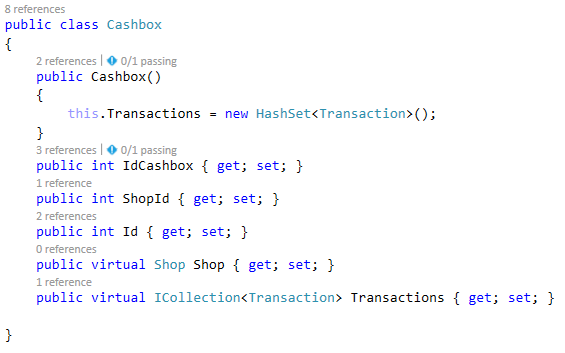 8 references
public class Cashbox
{
2 references | 0/1 passing
public Cashbox()
{
this.Transactions = new HashSet<Transaction>();
}
3 references | 0/1 passing
public int IdCashbox { get; set; }
1 reference
public int ShopId { get; set; }
2 references
public int Id { get; set; }
0 references
public virtual Shop Shop { get; set; }
1 reference
public virtual ICollection<Transaction> Transactions { get; set; }
}